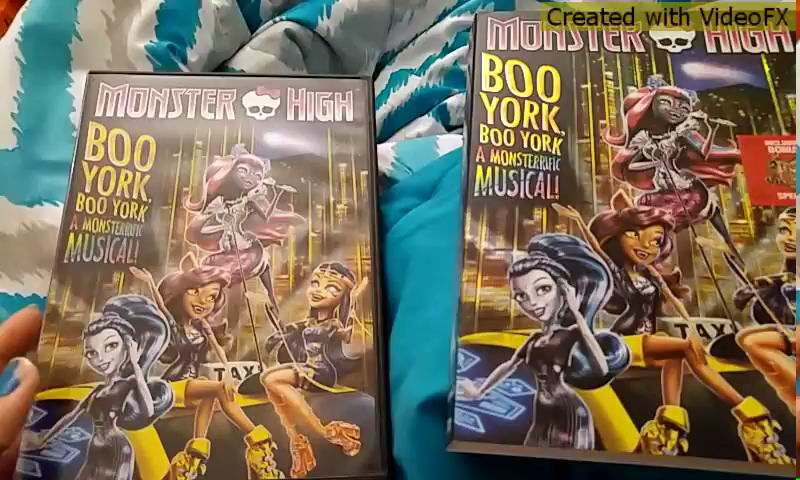 Created with VideoFX
MONSTER HIGH
BOO
YORK,
BOO YORK
A MONSTERRIFIC
MUSICAL!
TAXI
MONSTER HIGH
BOO
YORK,
BOO YORK
A MONSTERRIFIC
MUSICAL!
TAXI